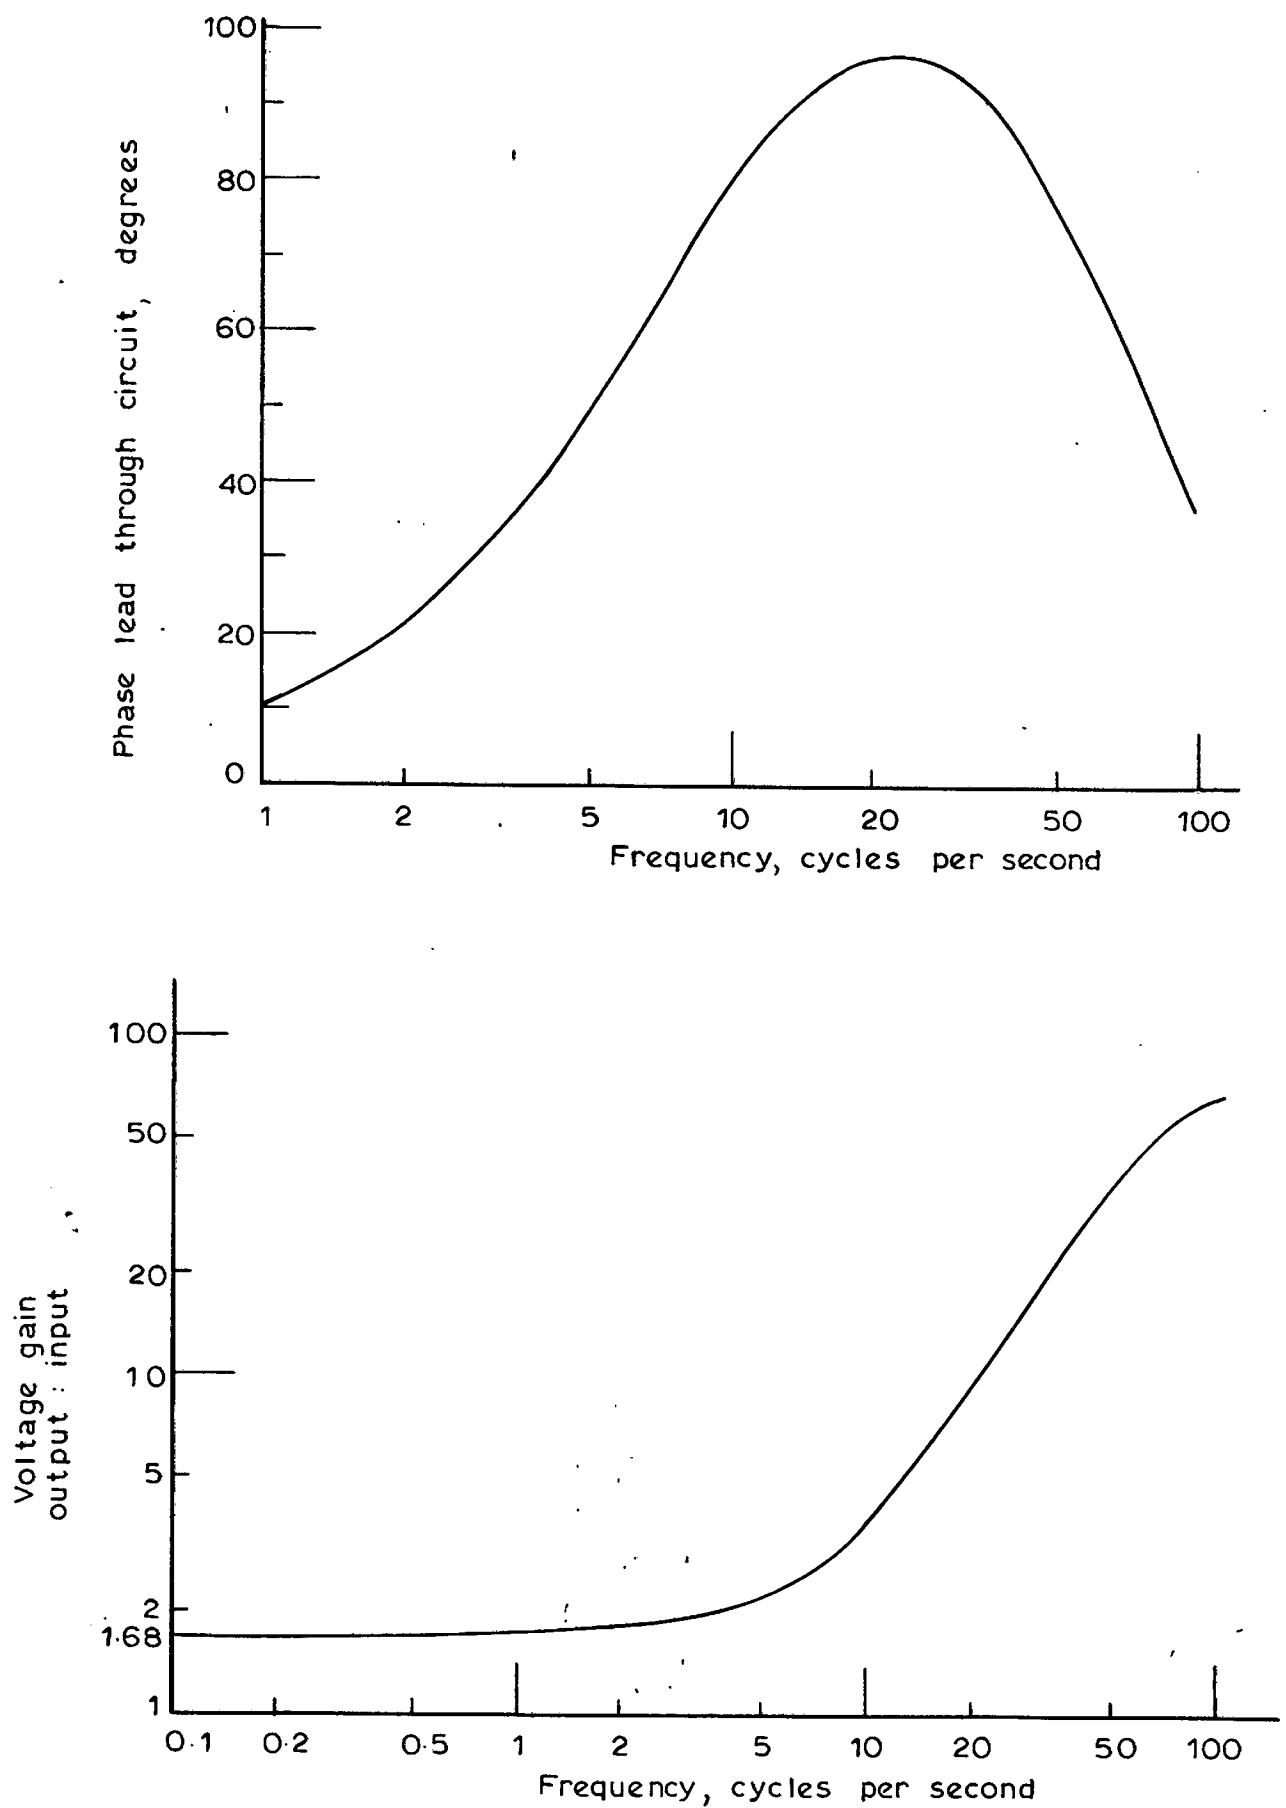 100
80
60
40
20
0
Phase lead through circuit, degrees
1 2 5 10 20 50 100
Frequency, cycles per second
100
50
20
10
5
2
1·68
1
Voltage gain
output : input
0·1 0·2 0·5 1 2 5 10 20 50 100
Frequency, cycles per second